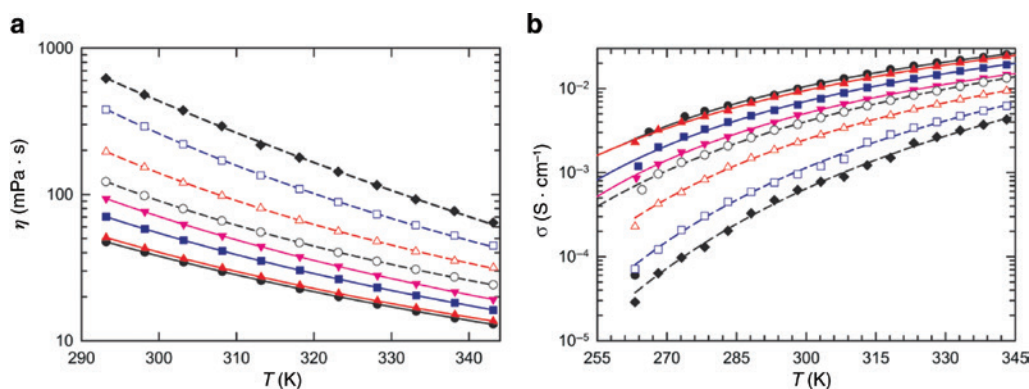 a
1000
100
10
290 300 310 320 330 340
T (K)
η (mPa · s)
b
10⁻²
10⁻³
10⁻⁴
10⁻⁵
255 270 285 300 315 330 345
T (K)
σ (S · cm⁻¹)